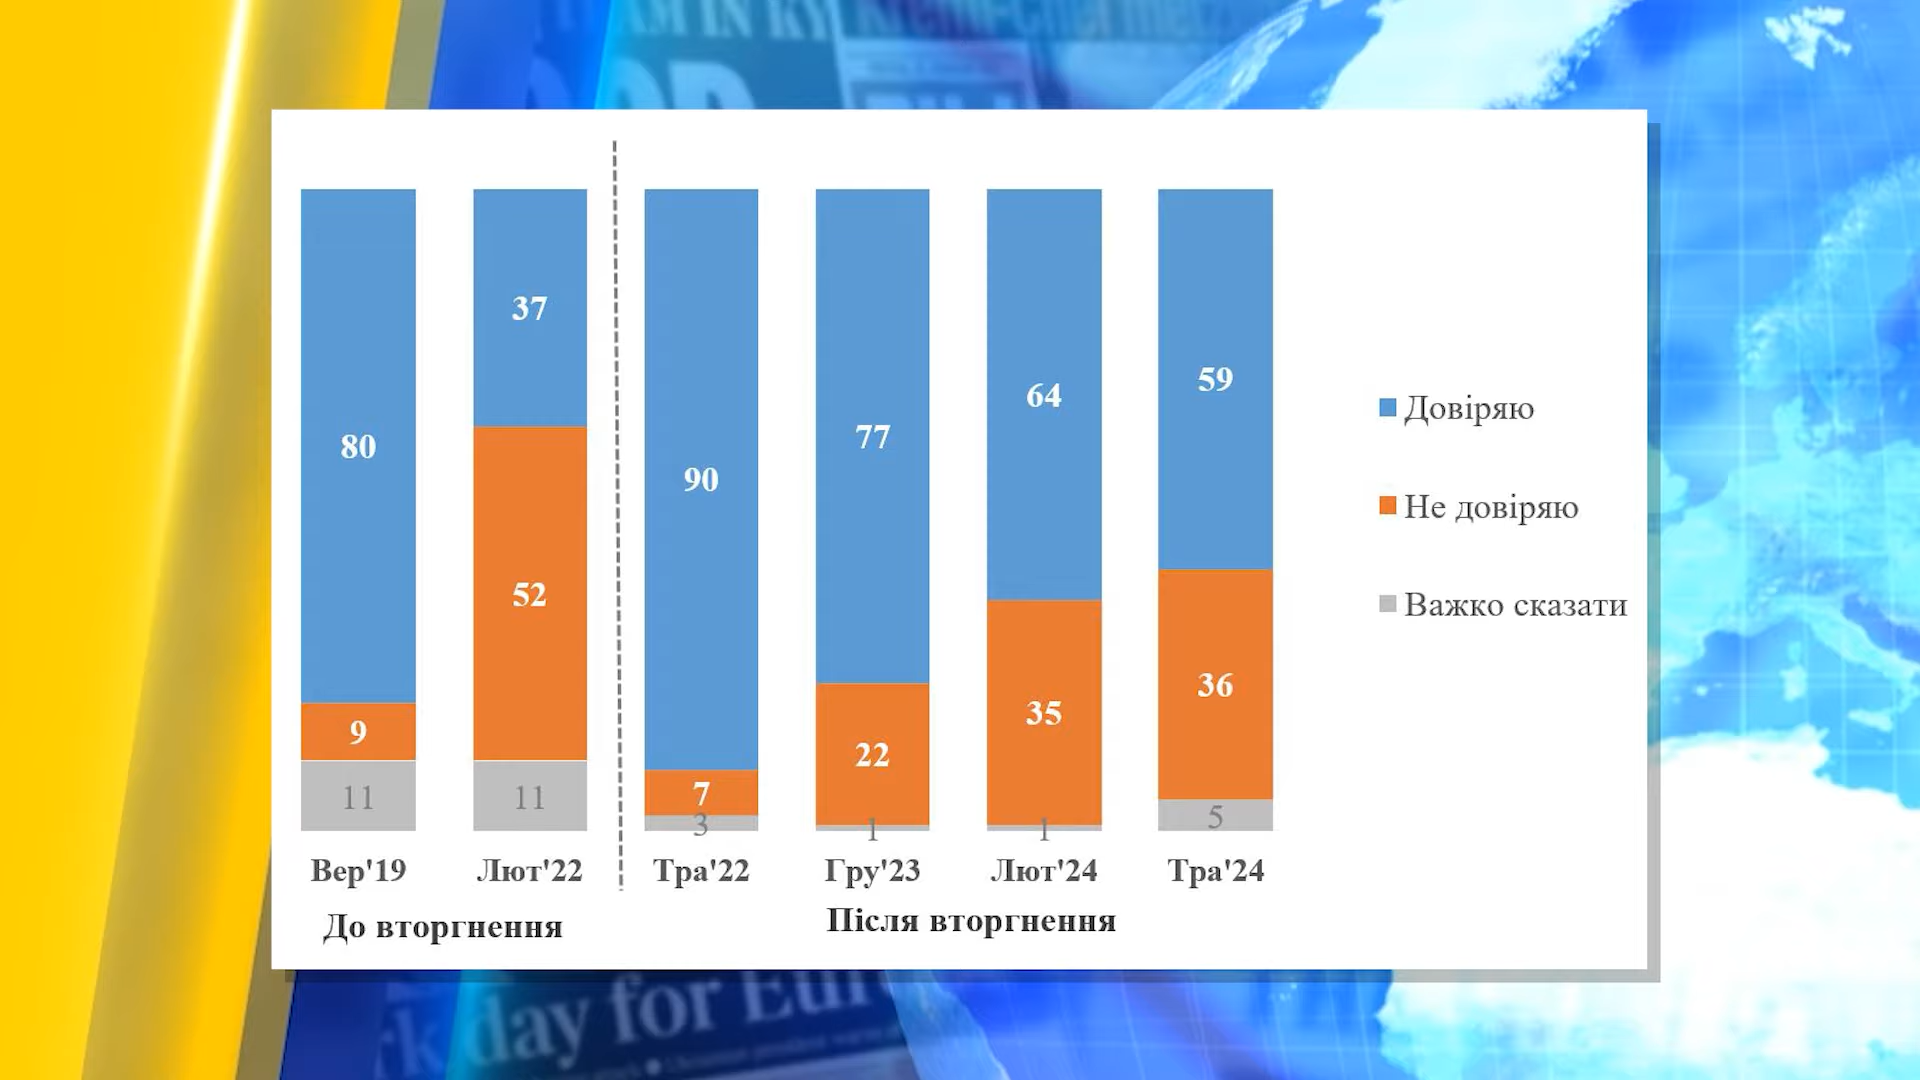 80
9
11
37
52
11
90
7
3
77
22
1
64
35
1
59
36
5
Вер'19
Лют'22
Тра'22
Гру'23
Лют'24
Тра'24
До вторгнення
Після вторгнення
Довіряю
Не довіряю
Важко сказати
day for